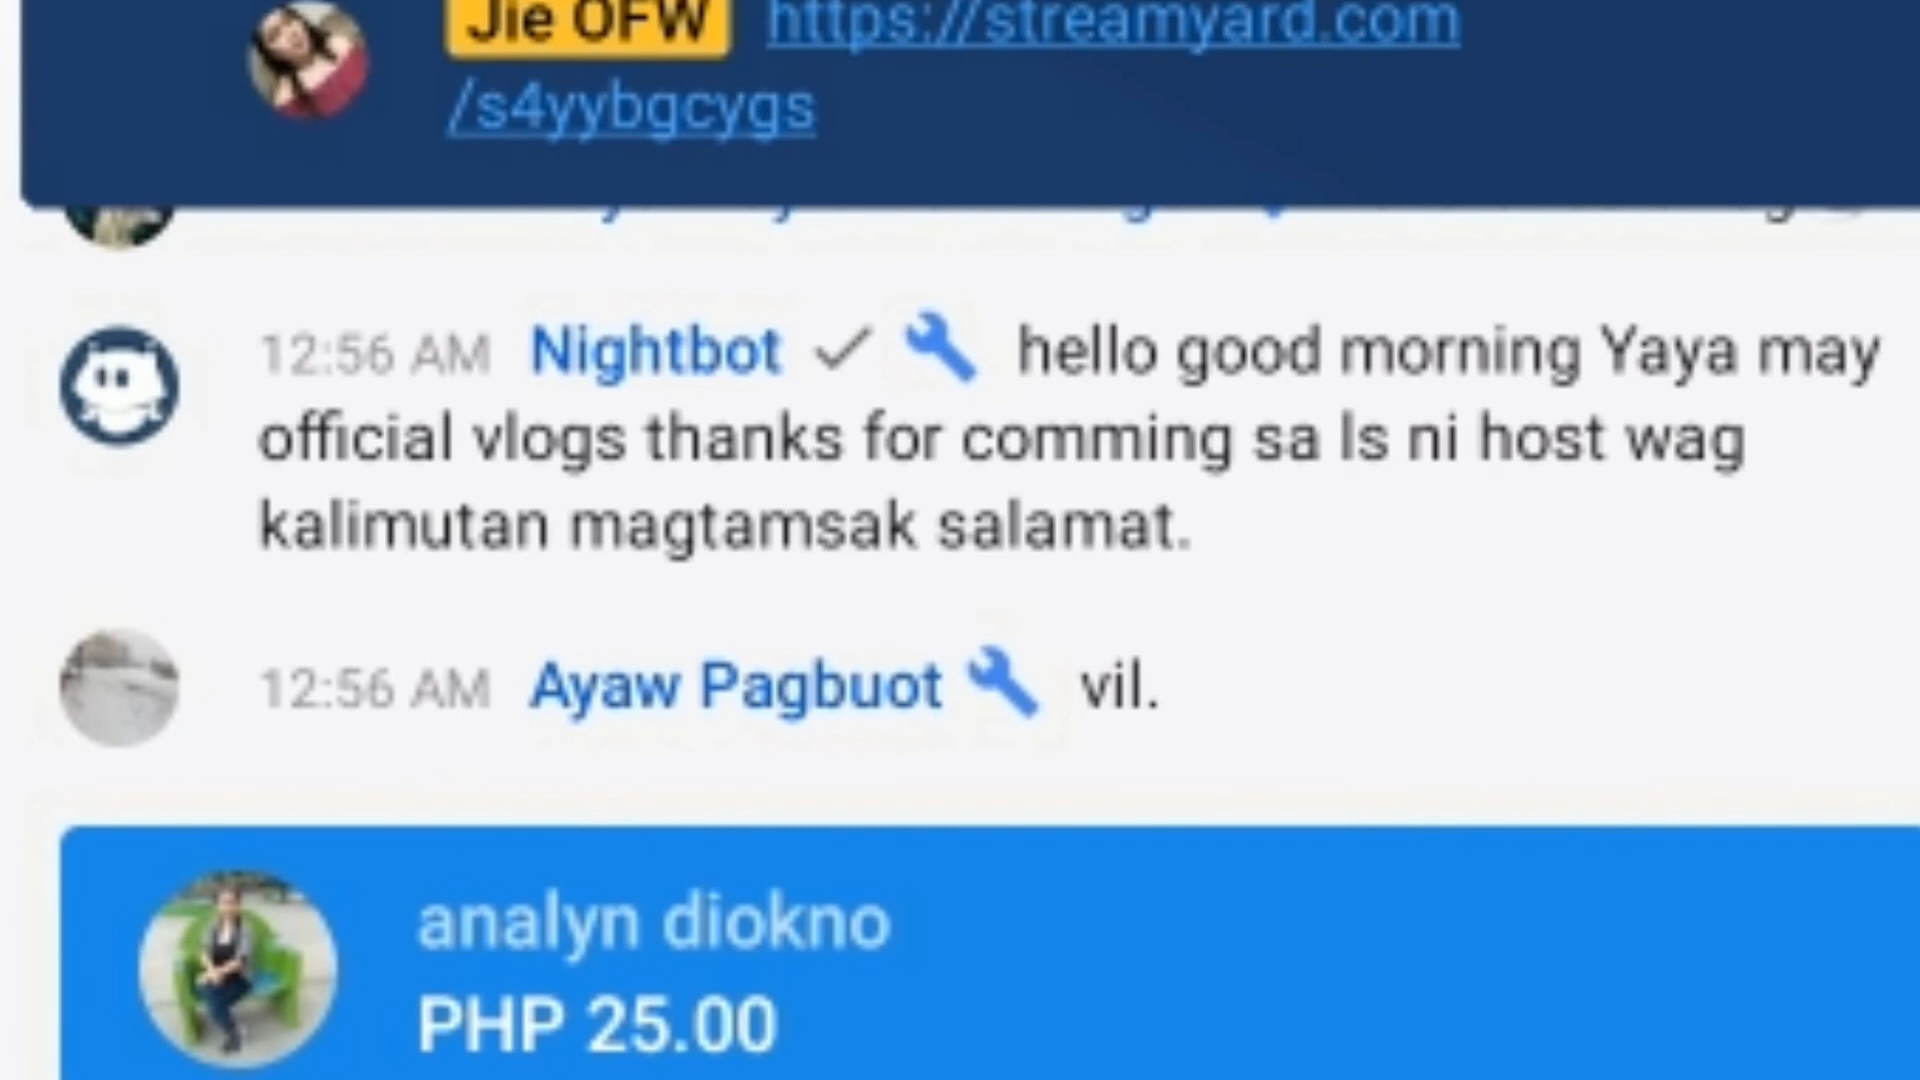 Jie OFW https://streamyard.com
/s4yybgcygs
12:56 AM Nightbot hello good morning Yaya may
official vlogs thanks for comming sa ls ni host wag
kalimutan magtamsak salamat.
12:56 AM Ayaw Pagbuot vil.
analyn diokno
PHP 25.00